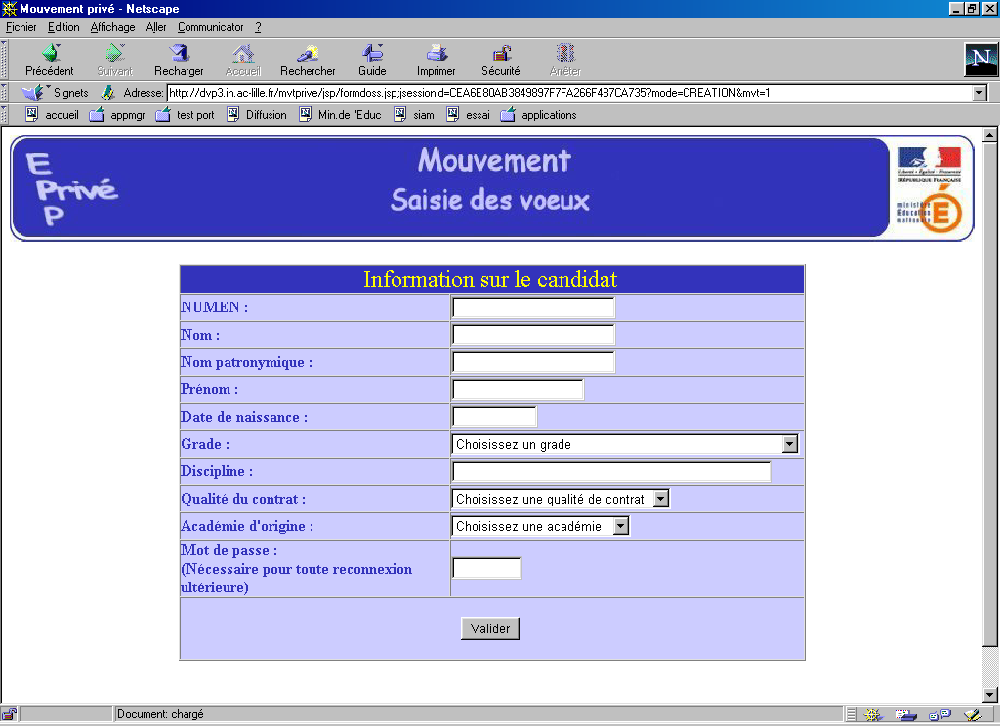 Mouvement privé - Netscape
Fichier Edition Affichage Aller Communicator ?
Précédent Suivant Recharger Accueil Rechercher Guide Imprimer Sécurité Arrêter
N
Signets Adresse: http://dvp3.in.ac-lille.fr/mvtprive/jsp/formdoss.jsp;jsessionid=CEA6E80AB3849897F7FA266F487CA735?mode=CREATION&mvt=1
accueil appmgr test port Diffusion Min.de l'Educ siam essai applications
E
Privé
P
Mouvement
Saisie des voeux
Liberté • Égalité • Fraternité
RÉPUBLIQUE FRANÇAISE
ministère
Éducation
nationale
É
Information sur le candidat
NUMEN :
Nom :
Nom patronymique :
Prénom :
Date de naissance :
Grade : Choisissez un grade
Discipline :
Qualité du contrat : Choisissez une qualité de contrat
Académie d'origine : Choisissez une académie
Mot de passe :
(Nécessaire pour toute reconnexion
ultérieure)
Valider
Document: chargé